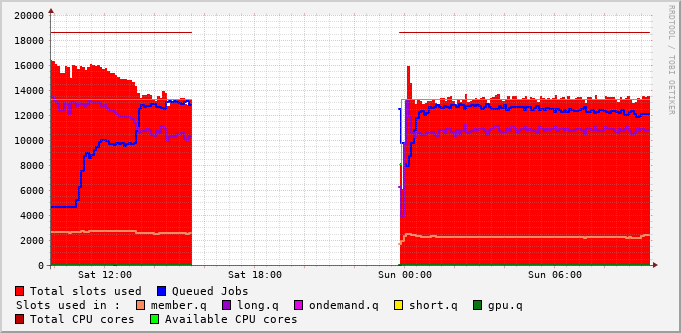 20000
18000
16000
14000
12000
10000
8000
6000
4000
2000
0
Sat 12:00 Sat 18:00 Sun 00:00 Sun 06:00
RRDTOOL / TOBI OETIKER
Total slots used Queued Jobs
Slots used in : member.q long.q ondemand.q short.q gpu.q
Total CPU cores Available CPU cores